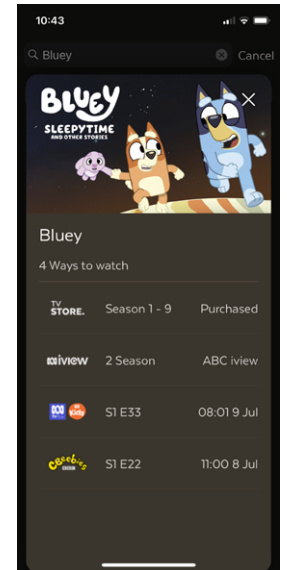 10:43
Bluey Cancel
BLUEY
SLEEPYTIME
AND OTHER STORIES
Bluey
4 Ways to watch
TV STORE. Season 1 - 9 Purchased
iview 2 Season ABC iview
Kids S1 E33 08:01 9 Jul
CBeebies BBC S1 E22 11:00 8 Jul